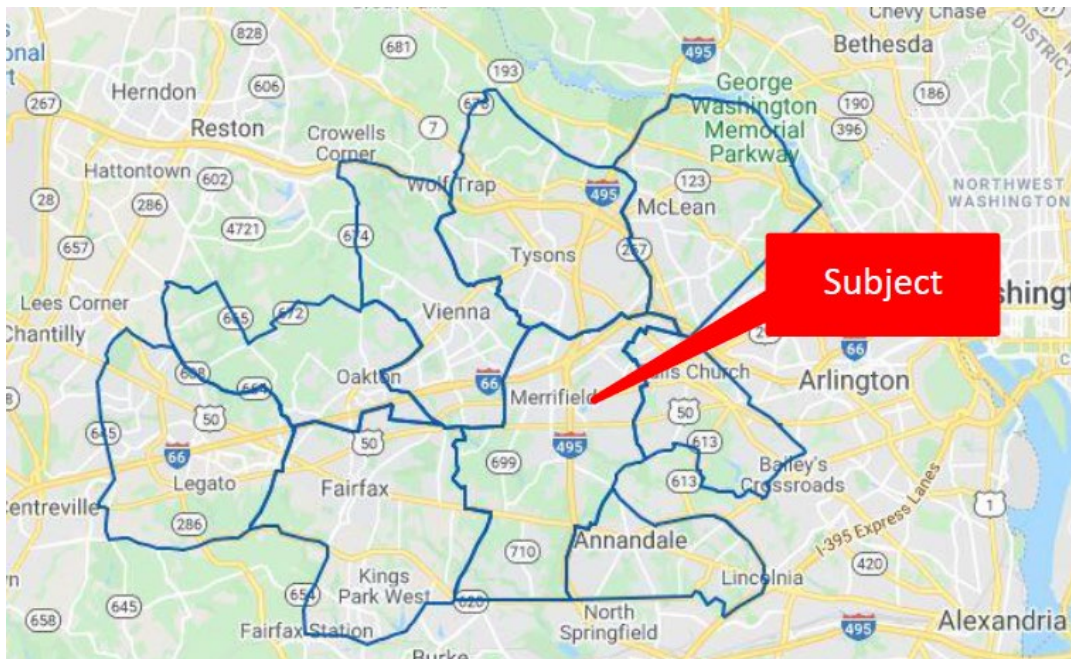 Chevy Chase
828
681
495
Bethesda
DISTRICT
193
George
Washington
Memorial
Parkway
190
186
396
267
Herndon
606
Reston
7
Crowells
Corner
Hattontown
602
Wolf Trap
495
123
McLean
NORTHWEST
WASHINGTON
28
286
4721
674
267
657
Tysons
Subject
Lees Corner
Vienna
Chantilly
665
672
66
Oakton
66
Merrifield
Church
Arlington
50
50
50
613
645
66
699
495
Legato
Fairfax
613
Bailey's
Crossroads
I-395 Express Lanes
1
286
710
Annandale
420
Kings
Park West
Lincolnia
654
645
620
658
Fairfax Station
North
Springfield
495
Alexandria